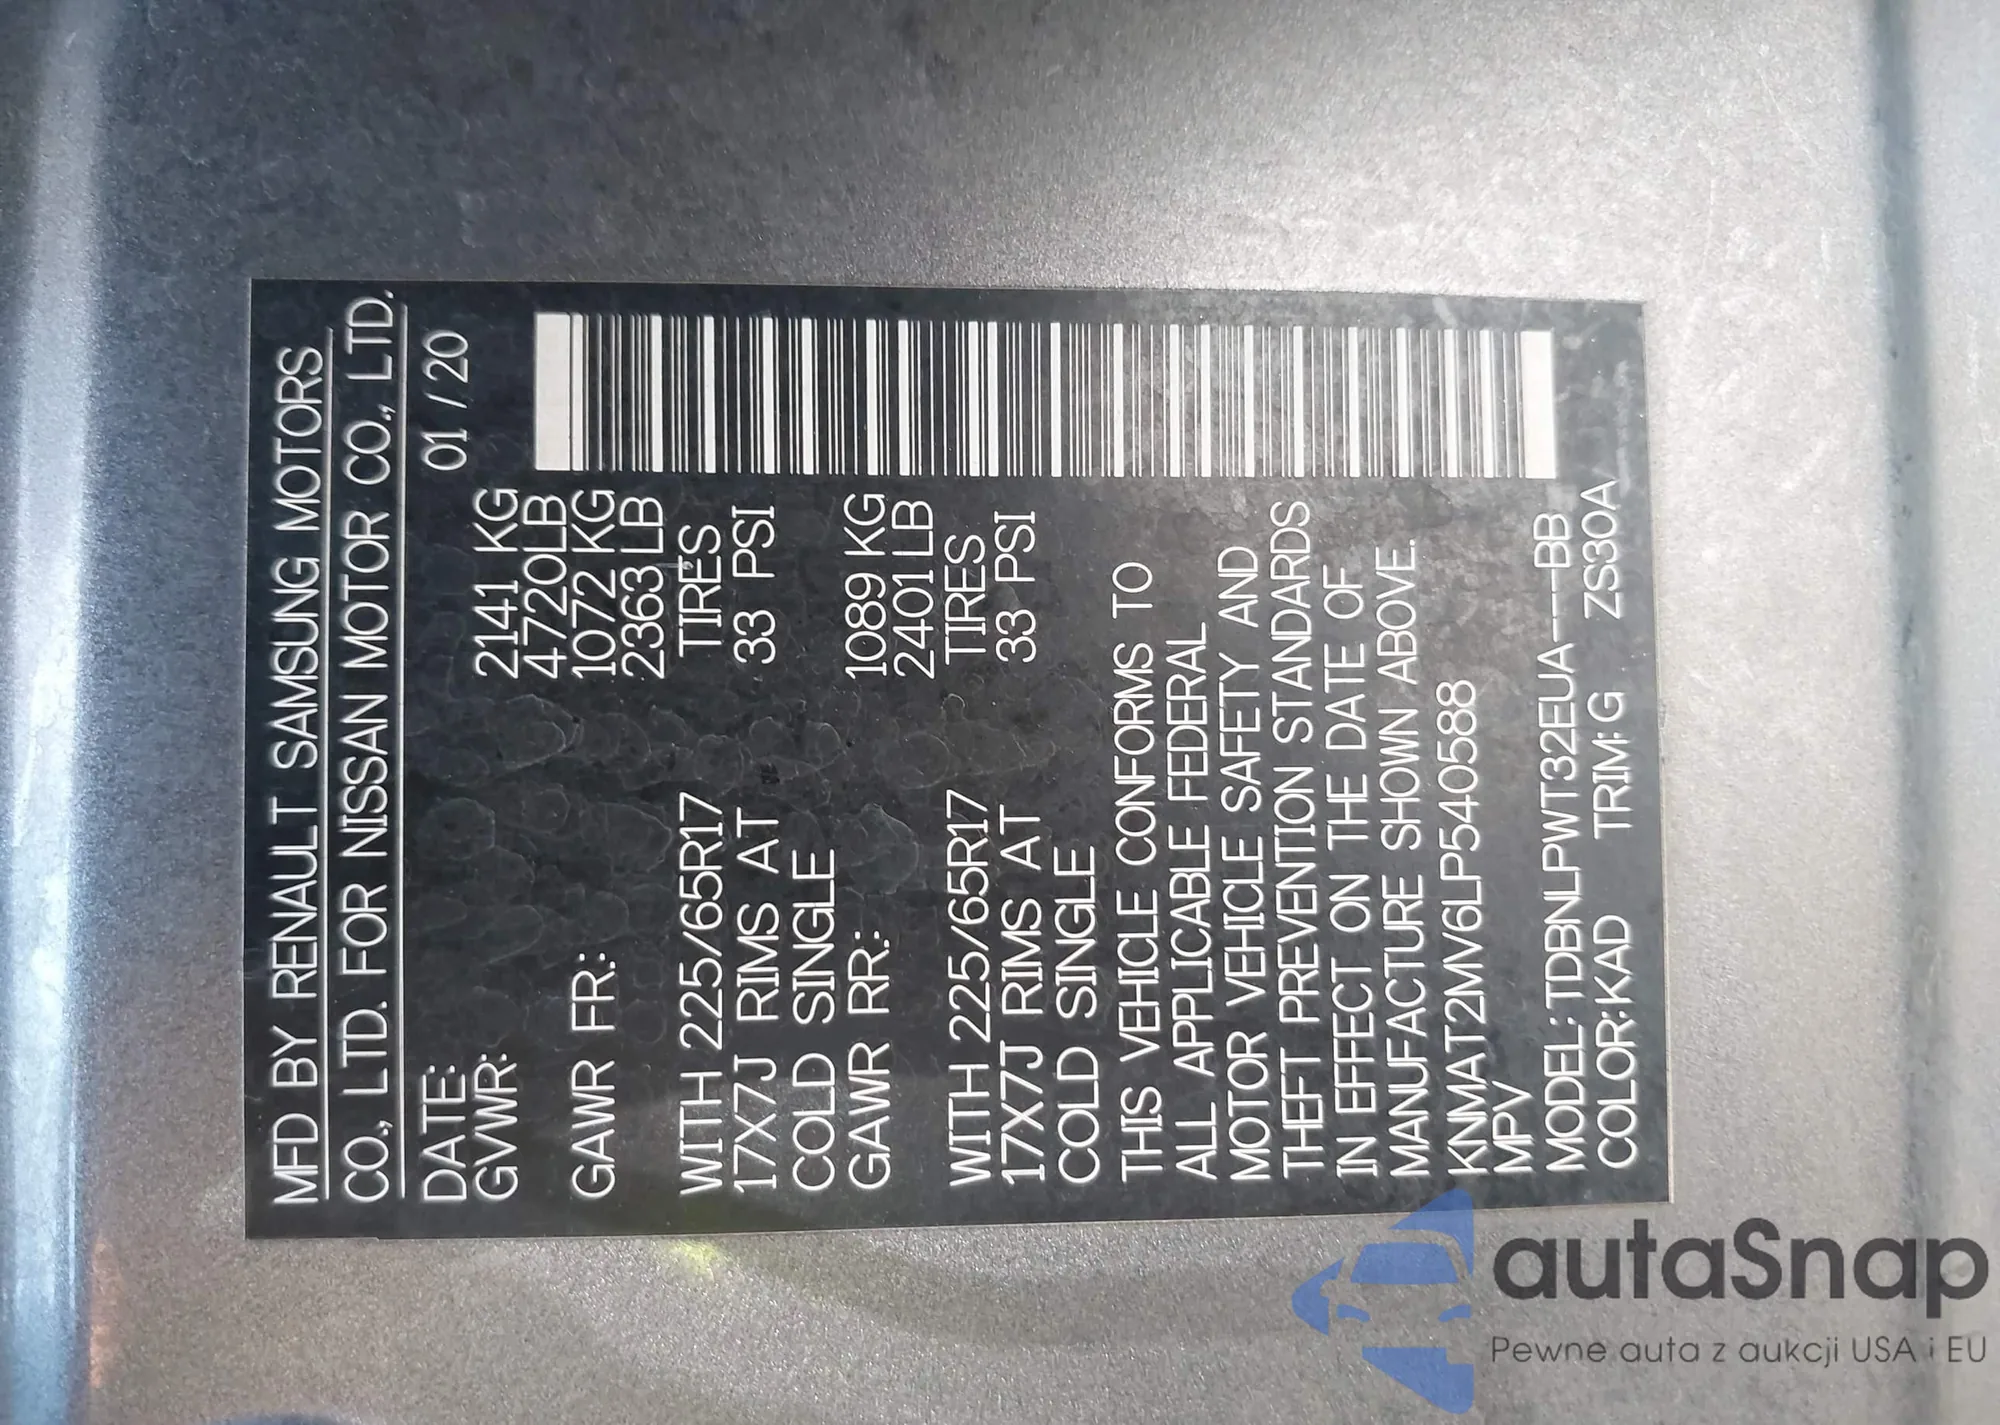 MFD BY RENAULT SAMSUNG MOTORS
CO., LTD. FOR NISSAN MOTOR CO., LTD.
DATE: 01 / 20
GVWR: 2141 KG
4720LB
GAWR FR.: 1072 KG
2363 LB
WITH 225/65R17 TIRES
17X7J RIMS AT 33 PSI
COLD SINGLE
GAWR RR.: 1089 KG
2401 LB
WITH 225/65R17 TIRES
17X7J RIMS AT 33 PSI
COLD SINGLE
THIS VEHICLE CONFORMS TO
ALL APPLICABLE FEDERAL
MOTOR VEHICLE SAFETY AND
THEFT PREVENTION STANDARDS
IN EFFECT ON THE DATE OF
MANUFACTURE SHOWN ABOVE.
KNMAT2MV6LP540588
MPV
MODEL: TDBNLPWT32EUA---BB
COLOR:KAD TRIM:G ZS30A
autaSnap
Pewne auta z aukcji USA i EU